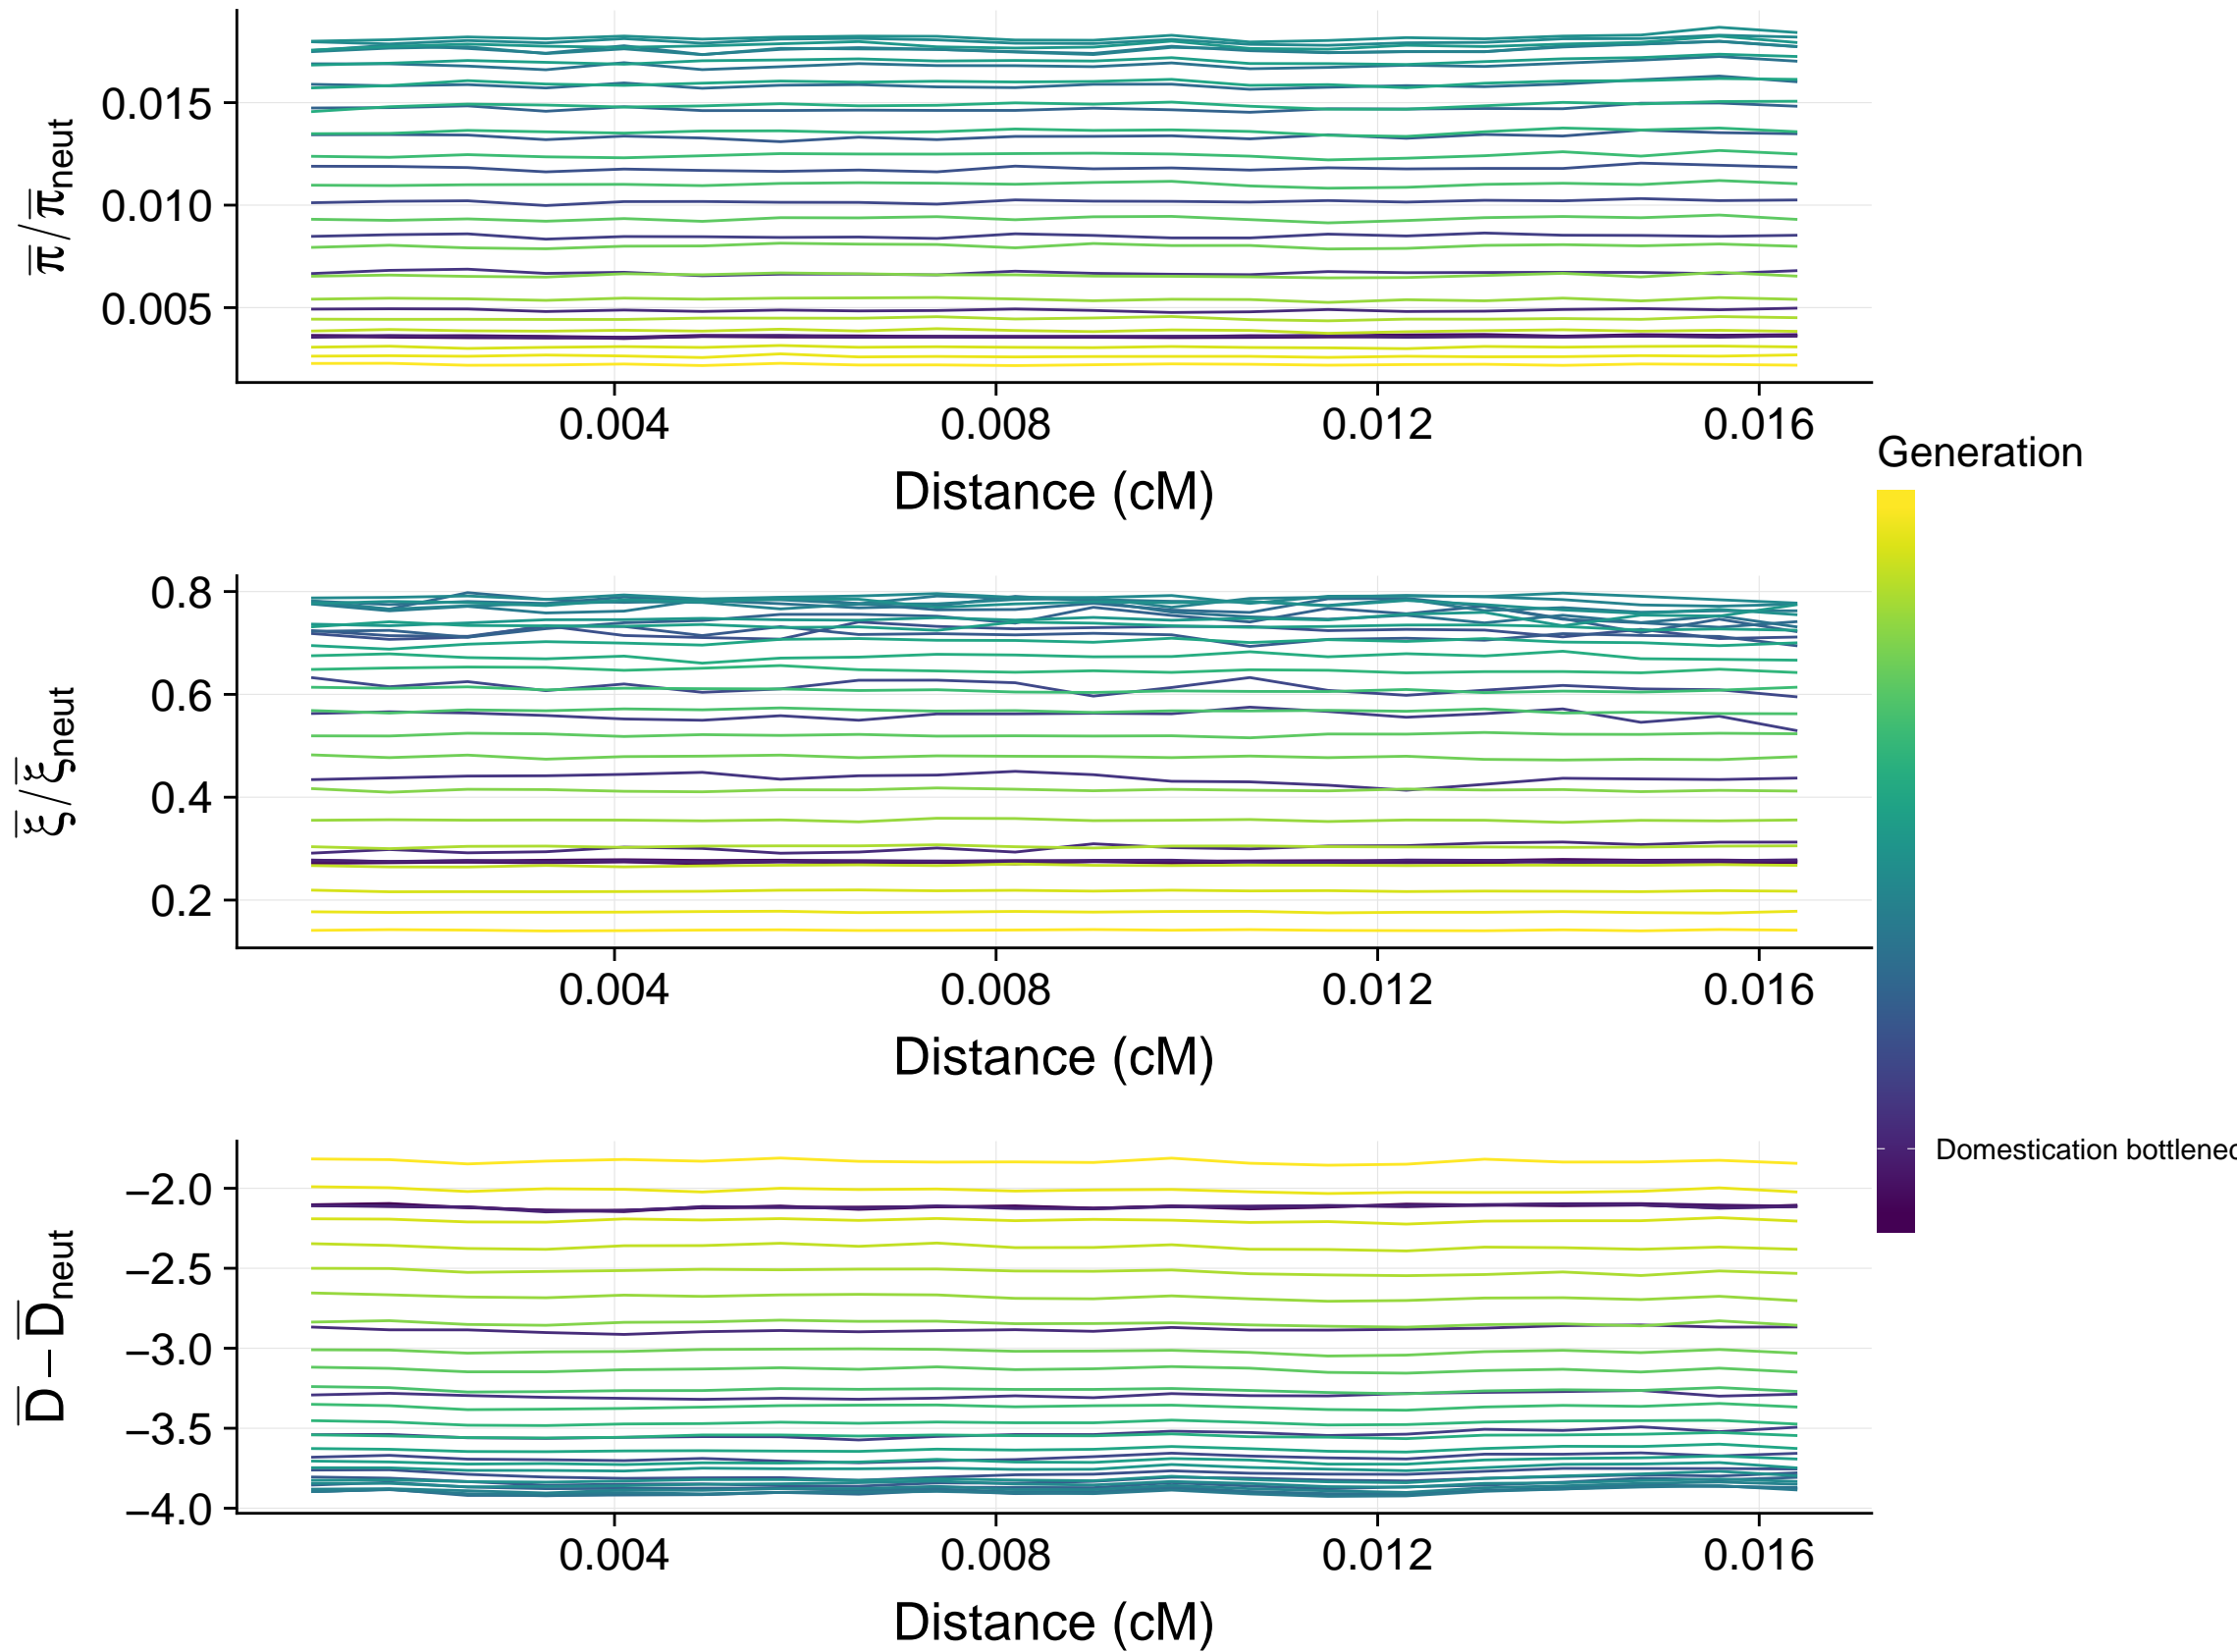 π̅/π̅neut
0.015
0.010
0.005
0.004 0.008 0.012 0.016
Distance (cM)
ξ̅/ξ̅neut
0.8
0.6
0.4
0.2
0.004 0.008 0.012 0.016
Distance (cM)
D̅ − D̅neut
−2.0
−2.5
−3.0
−3.5
−4.0
0.004 0.008 0.012 0.016
Distance (cM)
Generation
Domestication bottlenec